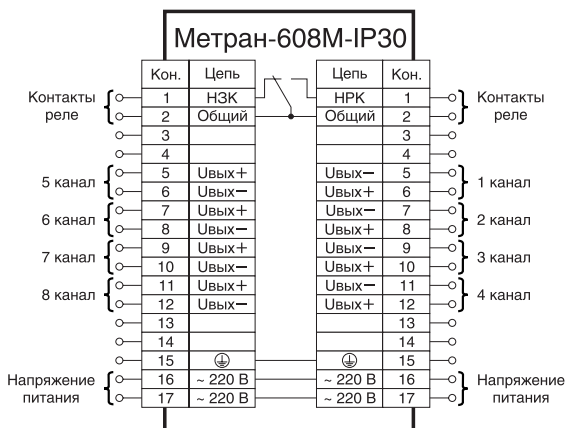 Метран-608М-IP30
Кон. Цепь Цепь Кон.
Контакты реле
1 НЗК НРК 1
2 Общий Общий 2
Контакты реле
3 3
4 4
5 канал
5 Uвых+ Uвых− 5
6 Uвых− Uвых+ 6
1 канал
6 канал
7 Uвых+ Uвых− 7
8 Uвых− Uвых+ 8
2 канал
7 канал
9 Uвых+ Uвых− 9
10 Uвых− Uвых+ 10
3 канал
8 канал
11 Uвых+ Uвых− 11
12 Uвых− Uвых+ 12
4 канал
13 13
14 14
15 15
Напряжение питания
16 ~ 220 В ~ 220 В 16
17 ~ 220 В ~ 220 В 17
Напряжение питания